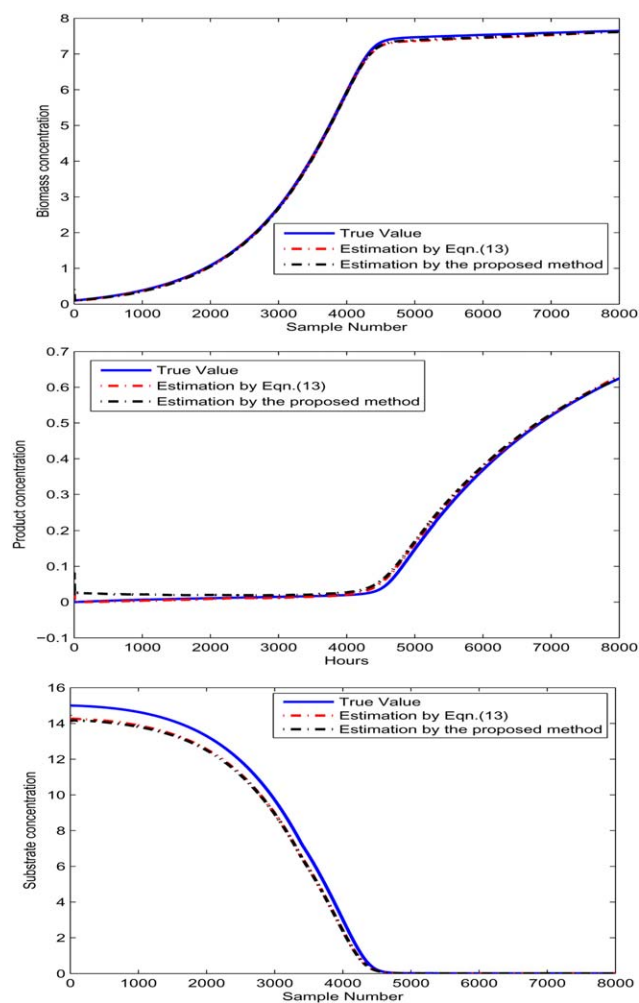 8
7
6
5
4
3
2
1
0
Biomass concentration
True Value
Estimation by Eqn.(13)
Estimation by the proposed method
0 1000 2000 3000 4000 5000 6000 7000 8000
Sample Number
0.7
0.6
0.5
0.4
0.3
0.2
0.1
0
−0.1
Product concentration
True Value
Estimation by Eqn.(13)
Estimation by the proposed method
0 1000 2000 3000 4000 5000 6000 7000 8000
Hours
16
14
12
10
8
6
4
2
0
Substrate concentration
True Value
Estimation by Eqn.(13)
Estimation by the proposed method
0 1000 2000 3000 4000 5000 6000 7000 8000
Sample Number